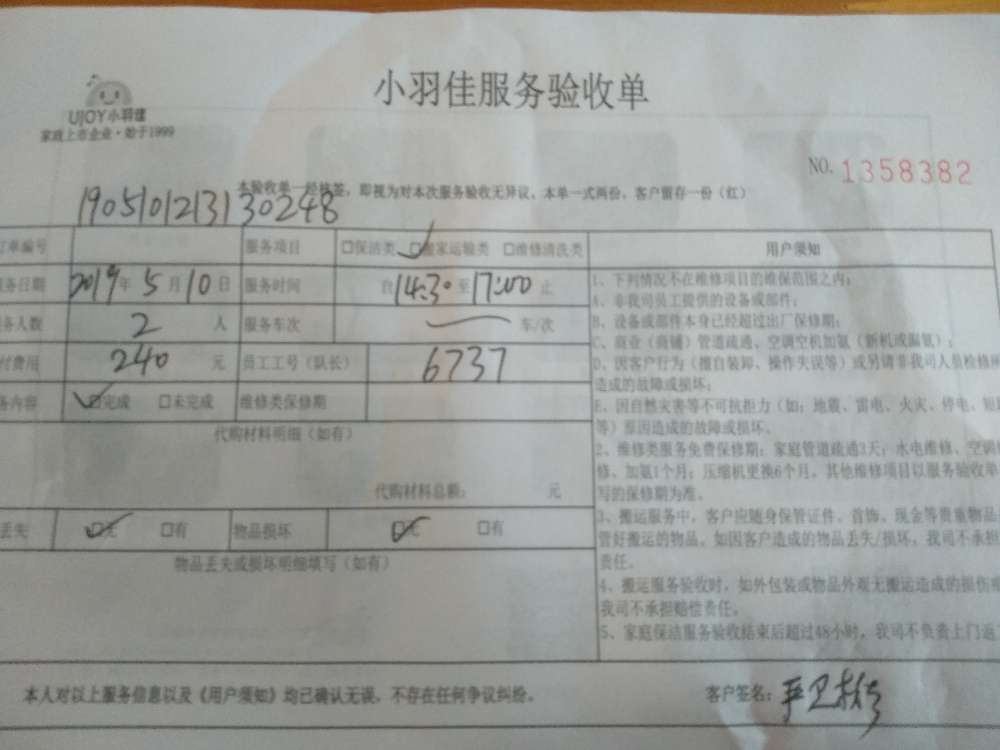 小羽佳服务验收单
UJOY小羽佳
家政上市企业·始于1999
NO. 1358382
本验收单一经核签，即视为对本次服务验收无异议。本单一式两份，客户留存一份（红）
1905101213130248
订单编号 服务项目 □保洁类 □搬家运输类 □维修清洗类 用户须知
服务日期 2019年5月10日 服务时间 自14:30至17:00止
服务人数 2 人 服务车次 车/次
付费用 240 元 员工工号（队长） 6737
务内容 □完成 □未完成 维修类保修期
代购材料明细（如有）
代购材料总额： 元
丢失 □无 □有 物品损坏 □无 □有
物品丢失或损坏明细填写（如有）
1、下列情况不在维修项目的维保范围之内：
A、非我司员工提供的设备或部件；
B、设备或部件本身已经超过出厂保修期；
C、商业（商铺）管道疏通、空调空机加氨（新机或漏氨）；
D、因客户行为（擅自装卸、操作失误等）或另请非我司人员检修
造成的故障或损坏；
E、因自然灾害等不可抗拒力（如：地震、雷电、火灾、停电、短
等）原因造成的故障或损坏。
2、维修类服务免费保修期：家庭管道疏通3天；水电维修、空调
修、加氨1个月；压缩机更换6个月。其他维修项目以服务验收单
写的保修期为准。
3、搬运服务中，客户应随身保管证件、首饰、现金等贵重物品
管好搬运的物品。如因客户造成的物品丢失/损坏，我司不承担
责任。
4、搬运服务验收时，如外包装或物品外观无搬运造成的损伤
我司不承担赔偿责任。
5、家庭保洁服务验收结束后超过48小时，我司不负责上门返
本人对以上服务信息以及《用户须知》均已确认无误，不存在任何争议纠纷。 客户签名：